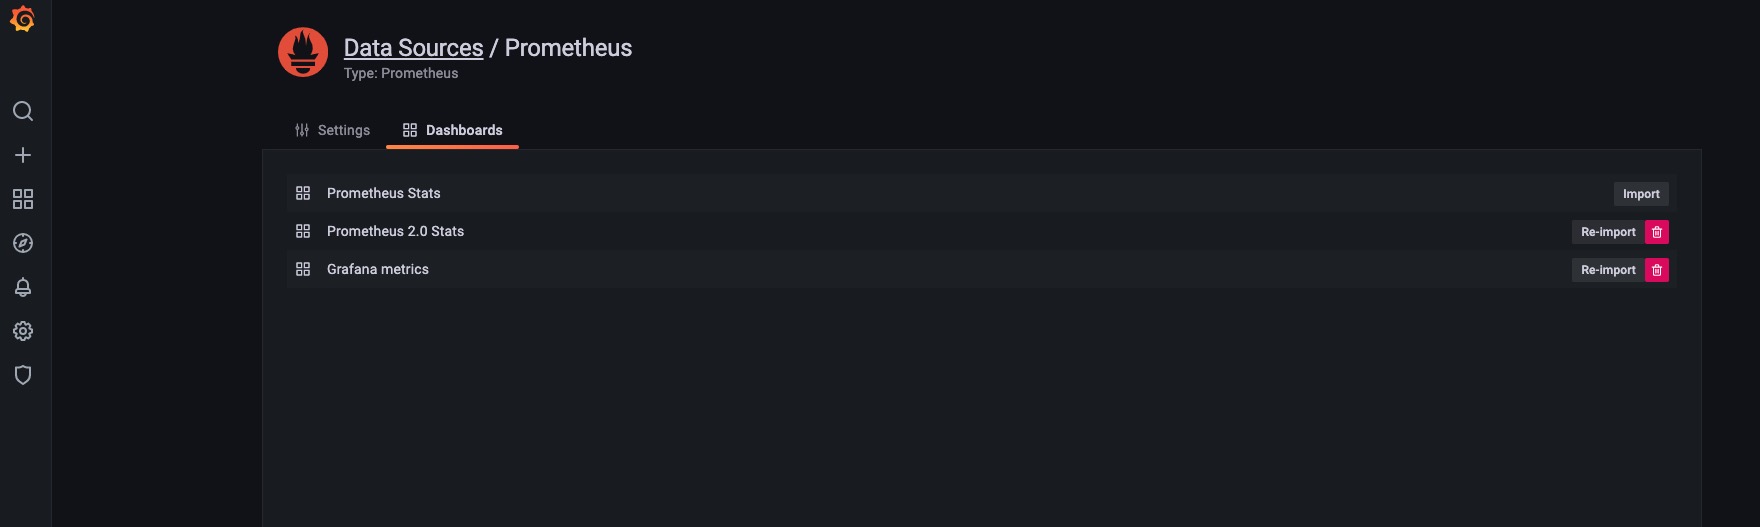 Data Sources / Prometheus
Type: Prometheus
Settings Dashboards
Prometheus Stats Import
Prometheus 2.0 Stats Re-import
Grafana metrics Re-import